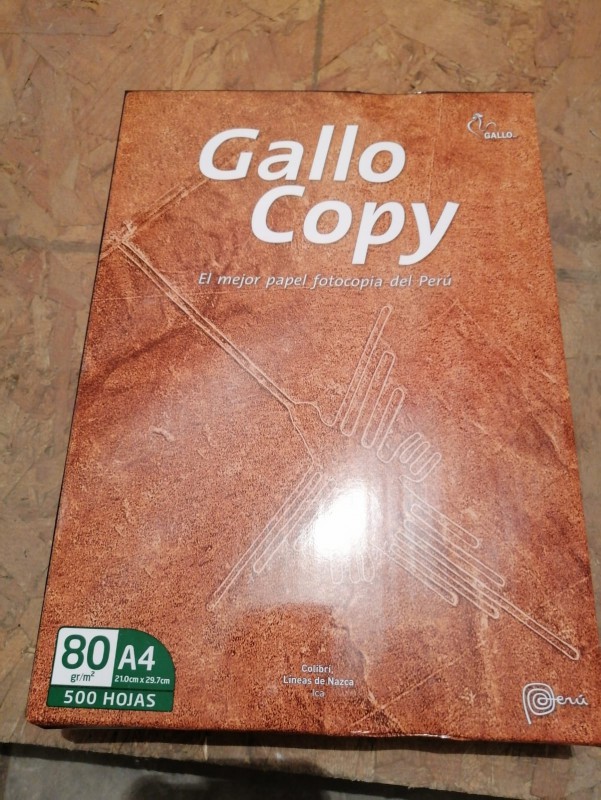 GALLO
Gallo
Copy
El mejor papel fotocopia del Perú
80
gr/m²
A4
21.0cm x 29.7cm
500 HOJAS
Colibrí,
Líneas de Nazca
Ica
Perú